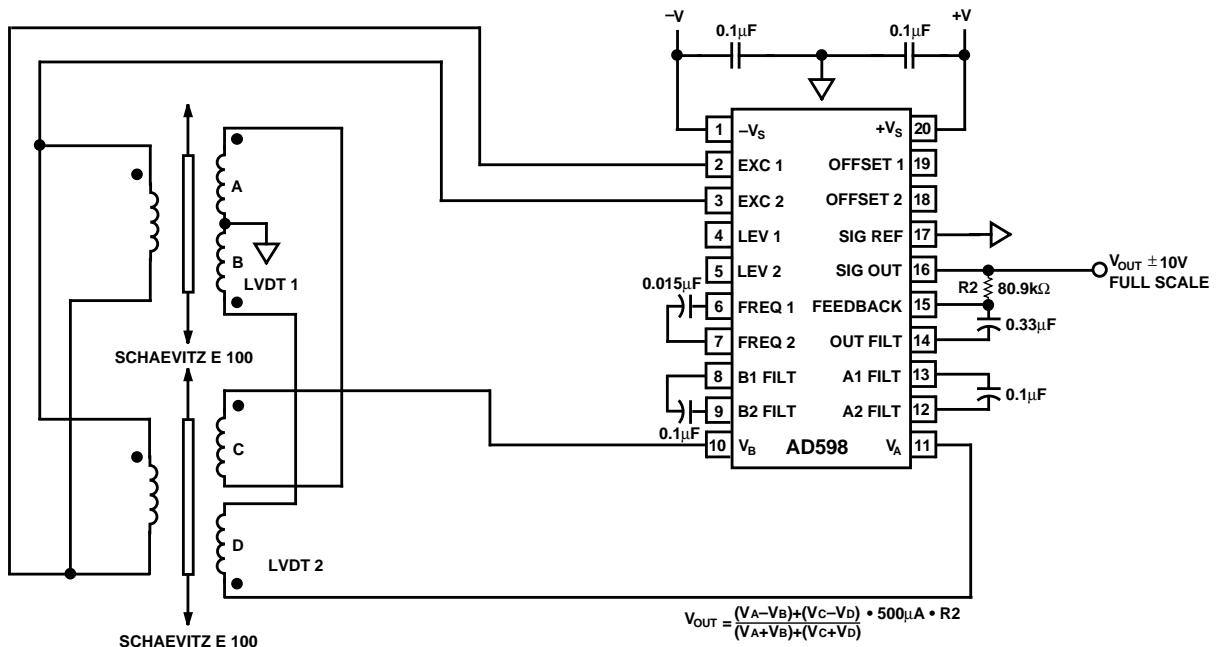 –V
0.1µF
0.1µF
+V
1
–VS
+VS
20
2
EXC 1
OFFSET 1
19
3
EXC 2
OFFSET 2
18
4
LEV 1
SIG REF
17
5
LEV 2
SIG OUT
16
VOUT ±10V
FULL SCALE
R2
80.9kΩ
0.015µF
6
FREQ 1
FEEDBACK
15
0.33µF
7
FREQ 2
OUT FILT
14
8
B1 FILT
A1 FILT
13
0.1µF
9
B2 FILT
A2 FILT
12
0.1µF
10
VB
AD598
VA
11
A
B
LVDT 1
SCHAEVITZ E 100
C
D
LVDT 2
SCHAEVITZ E 100
VOUT = (VA–VB)+(VC–VD) • 500µA • R2
(VA+VB)+(VC+VD)